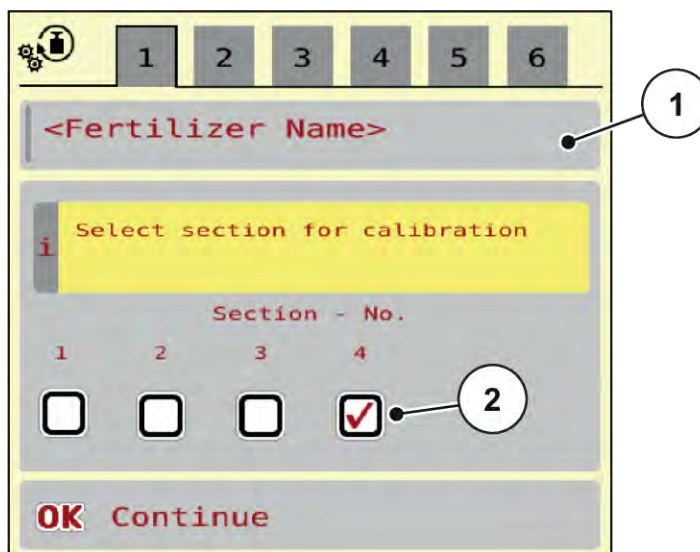 1 2 3 4 5 6
<Fertilizer Name>
1
i
Select section for calibration
Section - No.
1 2 3 4
2
OK Continue